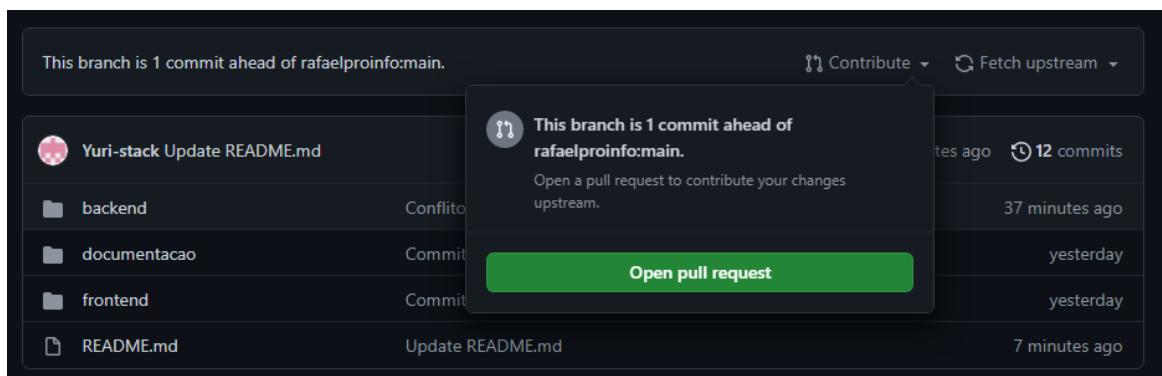 This branch is 1 commit ahead of rafaelproinfo:main.
Contribute
Fetch upstream
This branch is 1 commit ahead of
rafaelproinfo:main.
Open a pull request to contribute your changes
upstream.
Open pull request
Yuri-stack Update README.md
ago 12 commits
backend
37 minutes ago
documentacao
yesterday
frontend
yesterday
README.md Update README.md 7 minutes ago